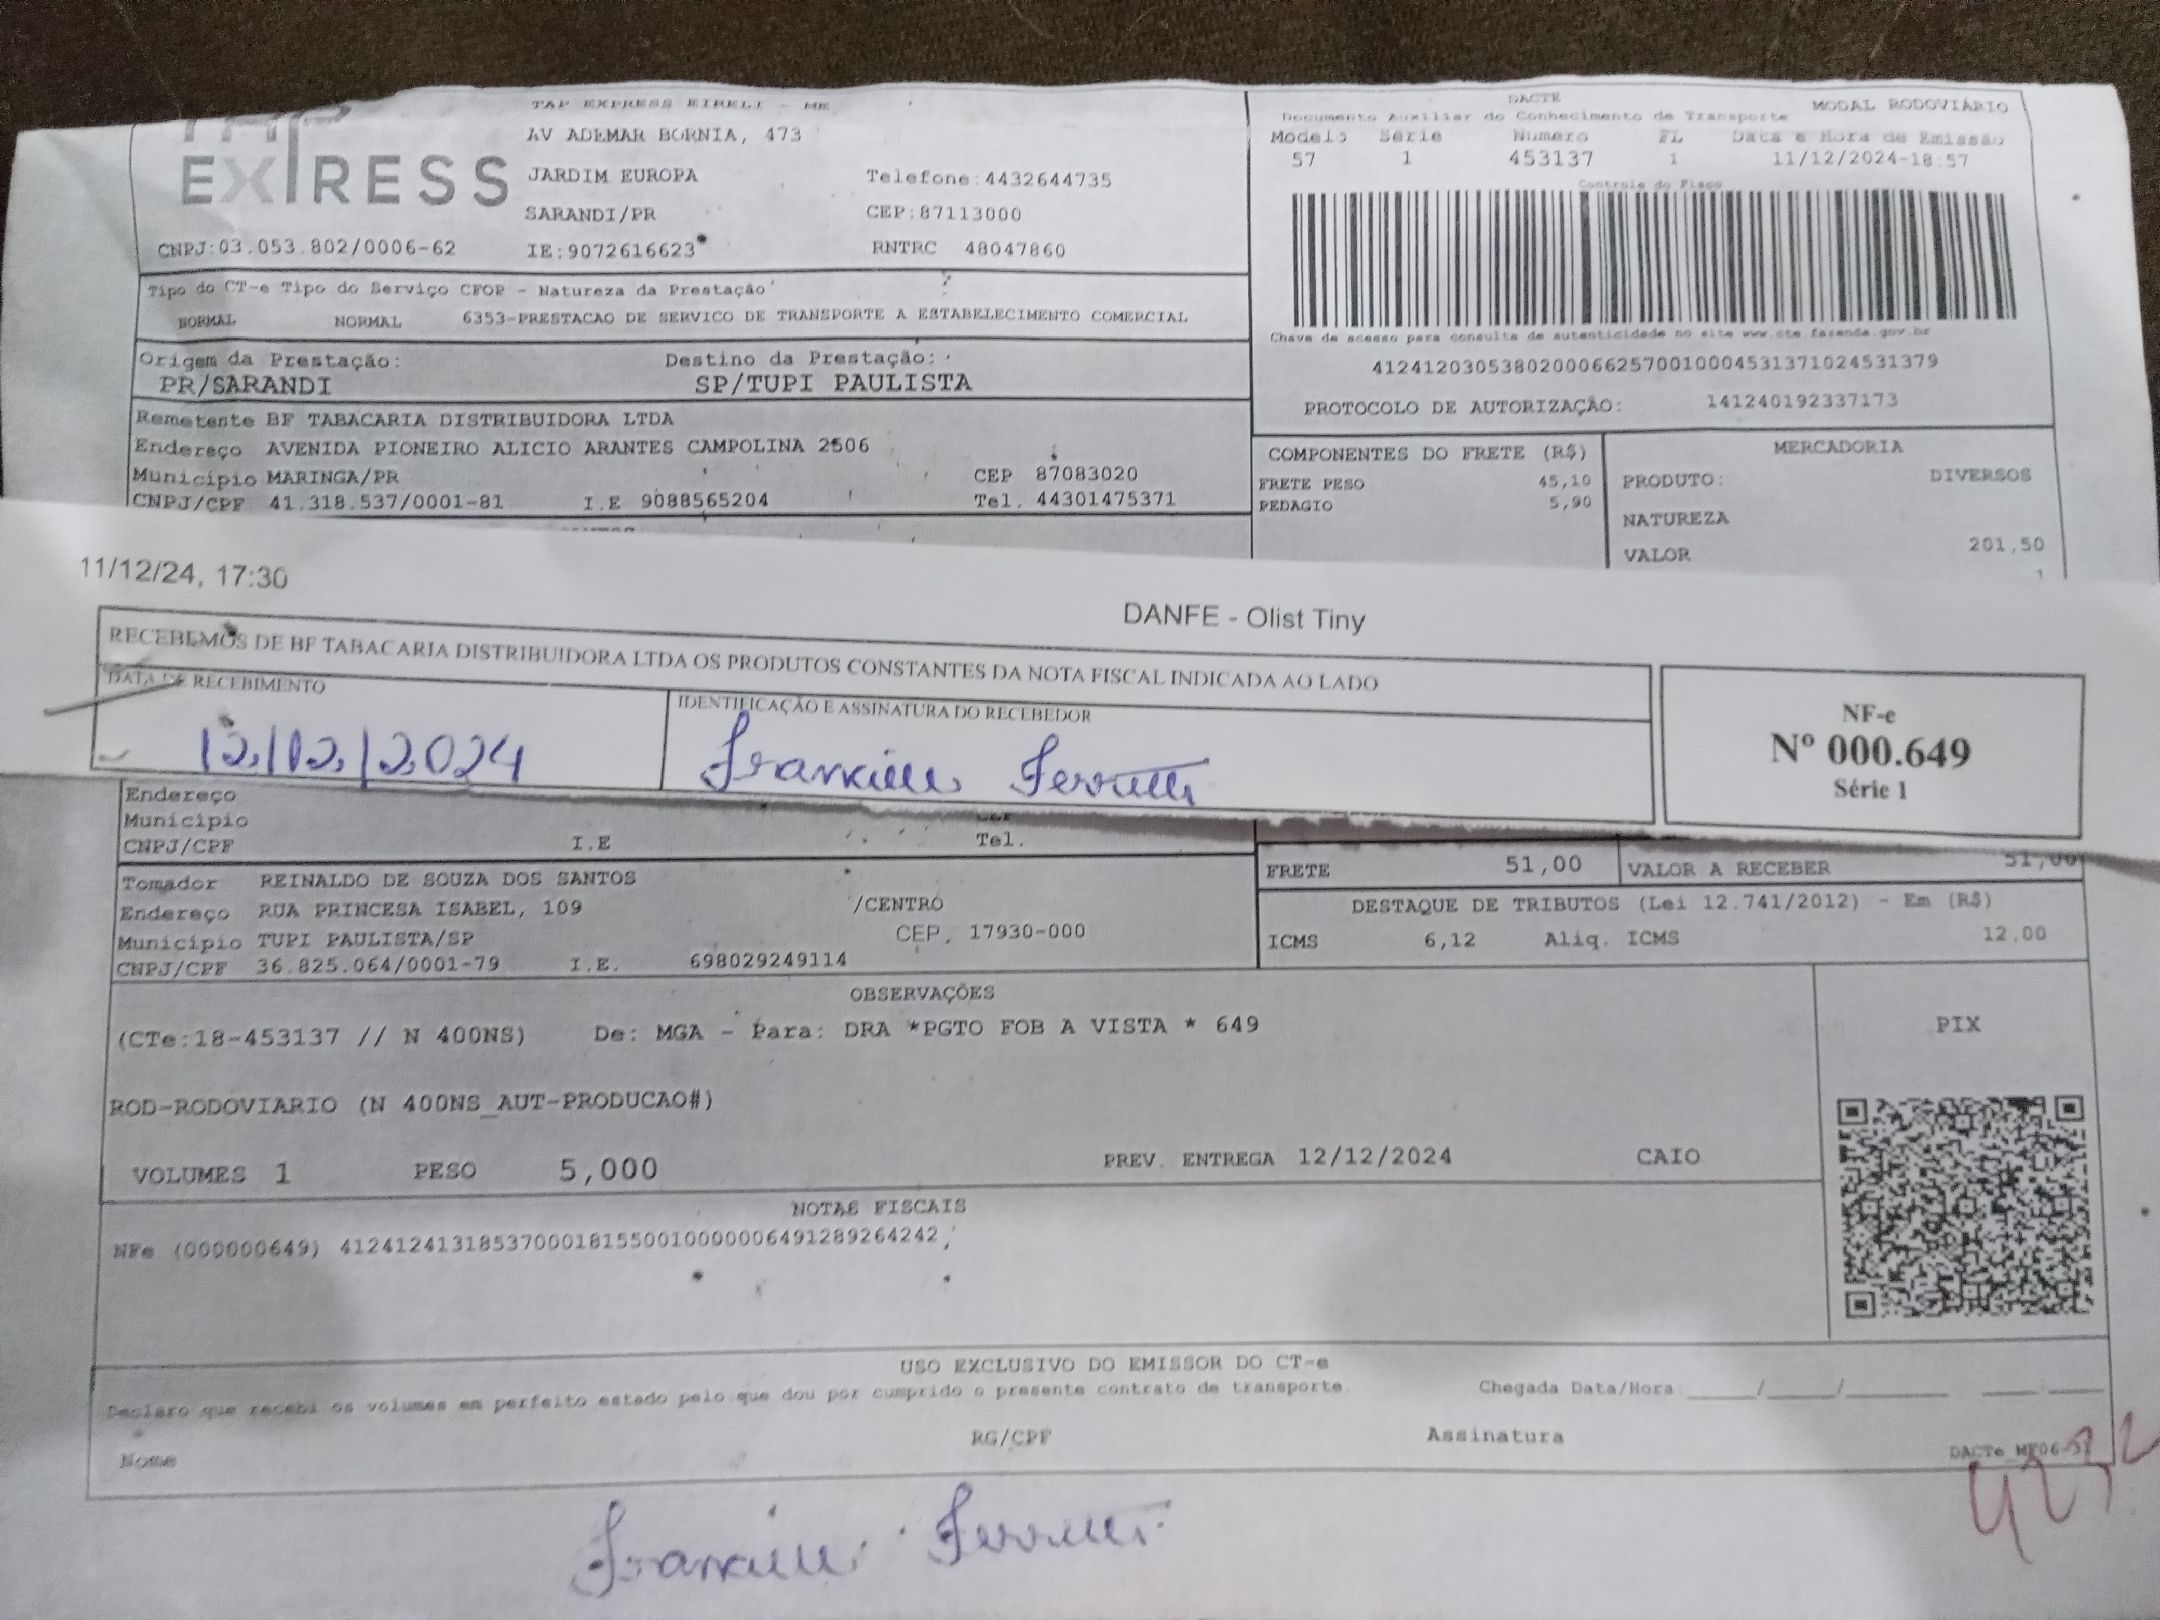 TAP EXPRESS EIRELI - ME
EXPRESS
AV ADEMAR BORNIA, 473
JARDIM EUROPA
Telefone:4432644735
SARANDI/PR
CEP:87113000
CNPJ:03.053.802/0006-62
IE:9072616623
RNTRC 48047860
DACTE
MODAL RODOVIÁRIO
Documento Auxiliar do Conhecimento de Transporte
Modelo Série Número FL Data e Hora de Emissão
57 1 453137 1 11/12/2024-18:57
Controle do Fisco
Chave de acesso para consulta de autenticidade no site www.cte.fazenda.gov.br
41241203053802000662570010004531371024531379
PROTOCOLO DE AUTORIZAÇÃO: 141240192337173
Tipo do CT-e Tipo do Serviço CFOP - Natureza da Prestação
NORMAL NORMAL 6353-PRESTACAO DE SERVICO DE TRANSPORTE A ESTABELECIMENTO COMERCIAL
Origem da Prestação: Destino da Prestação:
PR/SARANDI SP/TUPI PAULISTA
Remetente BF TABACARIA DISTRIBUIDORA LTDA
Endereço AVENIDA PIONEIRO ALICIO ARANTES CAMPOLINA 2506
Município MARINGA/PR CEP 87083020
CNPJ/CPF 41.318.537/0001-81 I.E 9088565204 Tel. 44301475371
COMPONENTES DO FRETE (R$)
FRETE PESO 45,10
PEDAGIO 5,90
MERCADORIA
PRODUTO: DIVERSOS
NATUREZA
VALOR 201,50
11/12/24, 17:30
DANFE - Olist Tiny
RECEBEMOS DE BF TABACARIA DISTRIBUIDORA LTDA OS PRODUTOS CONSTANTES DA NOTA FISCAL INDICADA AO LADO
DATA DE RECEBIMENTO
IDENTIFICAÇÃO E ASSINATURA DO RECEBEDOR
12/12/2024
NF-e
Nº 000.649
Série 1
Endereço
Município
CNPJ/CPF I.E Tel.
Tomador REINALDO DE SOUZA DOS SANTOS
Endereço RUA PRINCESA ISABEL, 109 /CENTRO
Município TUPI PAULISTA/SP CEP. 17930-000
CNPJ/CPF 36.825.064/0001-79 I.E. 698029249114
FRETE 51,00 VALOR A RECEBER 51,00
DESTAQUE DE TRIBUTOS (Lei 12.741/2012) - Em (R$)
ICMS 6,12 Aliq. ICMS 12,00
OBSERVAÇÕES
(CTe:18-453137 // N 400NS) De: MGA - Para: DRA *PGTO FOB A VISTA * 649
PIX
ROD-RODOVIARIO (N 400NS_AUT-PRODUCAO#)
VOLUMES 1 PESO 5,000 PREV. ENTREGA 12/12/2024 CAIO
NOTAS FISCAIS
NFe (000000649) 41241241318537000181550010000006491289264242,
USO EXCLUSIVO DO EMISSOR DO CT-e
Declaro que recebi os volumes em perfeito estado pelo que dou por cumprido o presente contrato de transporte.
Chegada Data/Hora:____/____/______ ___:___
Nome RG/CPF Assinatura